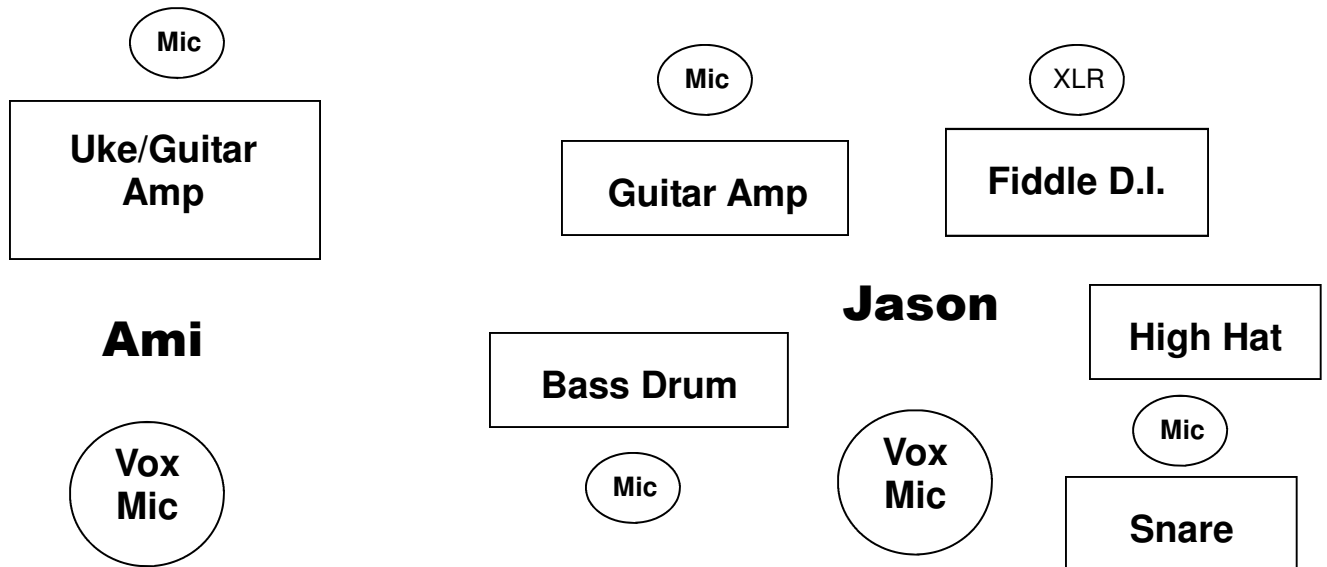 Mic
Mic
XLR
Uke/Guitar
Amp
Guitar Amp
Fiddle D.I.
Jason
Ami
High Hat
Bass Drum
Mic
Vox
Mic
Vox
Mic
Mic
Snare